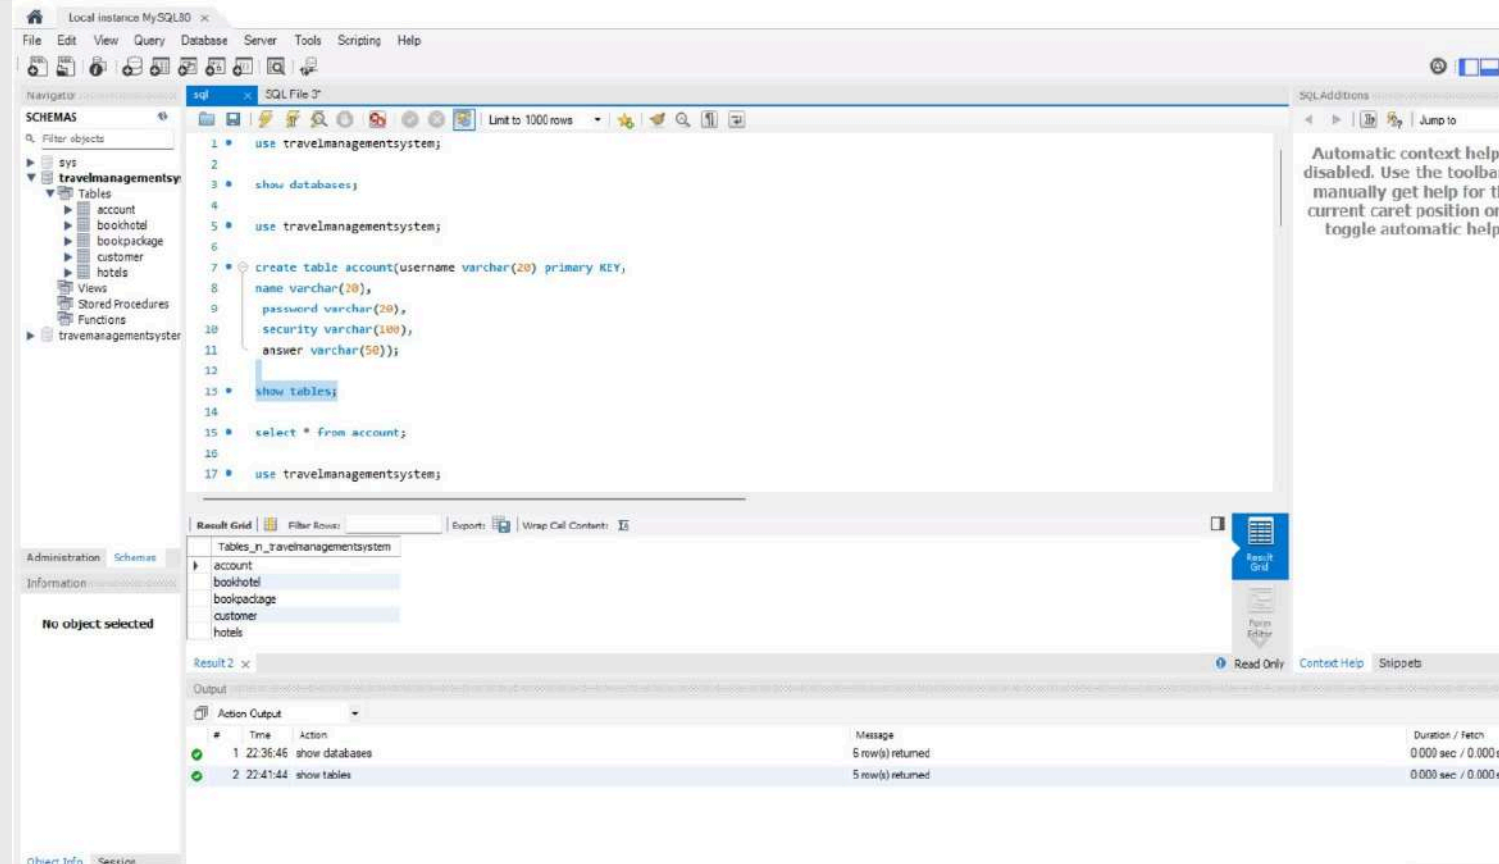 Local instance MySQL80 ×
File Edit View Query Database Server Tools Scripting Help
Navigator
SCHEMAS
Filter objects
sys
travelmanagementsy
Tables
account
bookhotel
bookpackage
customer
hotels
Views
Stored Procedures
Functions
travemanagementsyster
Administration Schemas
Information
No object selected
Object Info Session
sql × SQL File 3*
Limit to 1000 rows
1 use travelmanagementsystem;
2
3 show databases;
4
5 use travelmanagementsystem;
6
7 create table account(username varchar(20) primary KEY,
8 name varchar(20),
9 password varchar(20),
10 security varchar(100),
11 answer varchar(50));
12
13 show tables;
14
15 select * from account;
16
17 use travelmanagementsystem;
Result Grid Filter Rows: Export: Wrap Cell Content:
Tables_in_travelmanagementsystem
account
bookhotel
bookpackage
customer
hotels
Result Grid
Form Editor
Result 2 × Read Only
SQL Additions
Jump to
Automatic context help
disabled. Use the toolbar
manually get help for t
current caret position or
toggle automatic help
Context Help Snippets
Output
Action Output
# Time Action Message Duration / Fetch
1 22:36:46 show databases 6 row(s) returned 0.000 sec / 0.000 s
2 22:41:44 show tables 5 row(s) returned 0.000 sec / 0.000 s